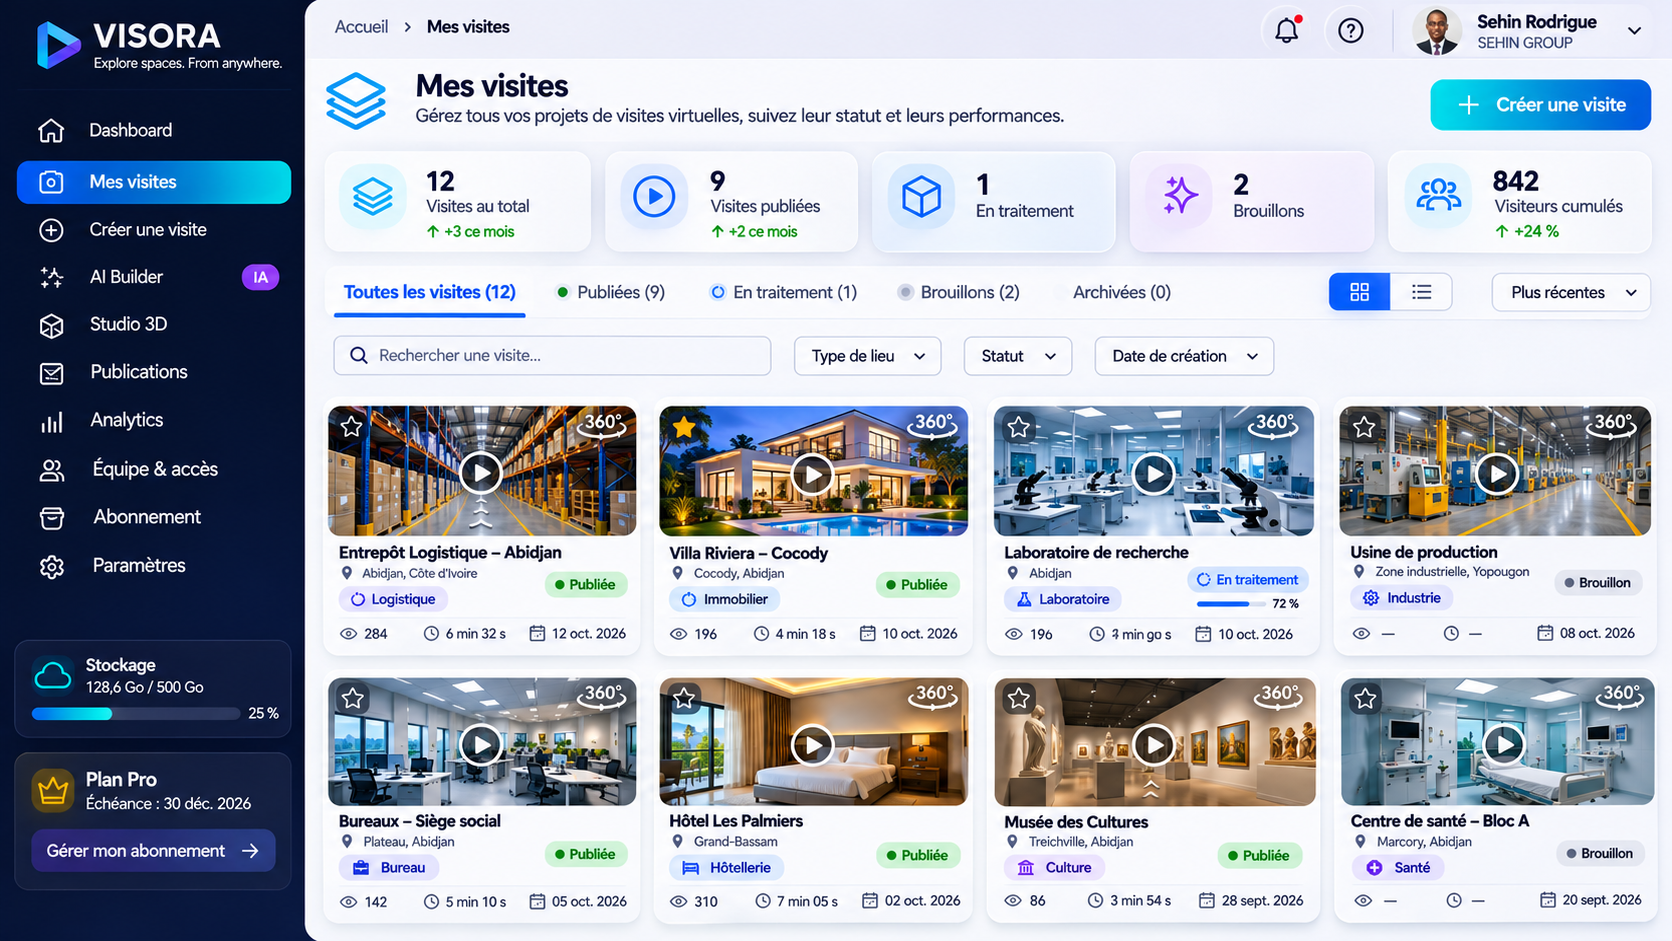 VISORA
Explore spaces. From anywhere.
Dashboard
Mes visites
Créer une visite
AI Builder IA
Studio 3D
Publications
Analytics
Équipe & accès
Abonnement
Paramètres
Stockage
128,6 Go / 500 Go
25 %
Plan Pro
Échéance : 30 déc. 2026
Gérer mon abonnement →
Accueil > Mes visites
Sehin Rodrigue
SEHIN GROUP
Mes visites
Gérez tous vos projets de visites virtuelles, suivez leur statut et leurs performances.
+ Créer une visite
12
Visites au total
↑ +3 ce mois
9
Visites publiées
↑ +2 ce mois
1
En traitement
2
Brouillons
842
Visiteurs cumulés
↑ +24 %
Toutes les visites (12) Publiées (9) En traitement (1) Brouillons (2) Archivées (0)
Plus récentes
Rechercher une visite...
Type de lieu Statut Date de création
360°
Entrepôt Logistique – Abidjan
Abidjan, Côte d'Ivoire
Publiée
Logistique
284 6 min 32 s 12 oct. 2026
360°
Villa Riviera – Cocody
Cocody, Abidjan
Publiée
Immobilier
196 4 min 18 s 10 oct. 2026
360°
Laboratoire de recherche
Abidjan
En traitement
Laboratoire
72 %
196 min s 10 oct. 2026
360°
Usine de production
Zone industrielle, Yopougon
Brouillon
Industrie
— — 08 oct. 2026
360°
Bureaux – Siège social
Plateau, Abidjan
Publiée
Bureau
142 5 min 10 s 05 oct. 2026
360°
Hôtel Les Palmiers
Grand-Bassam
Publiée
Hôtellerie
310 7 min 05 s 02 oct. 2026
360°
Musée des Cultures
Treichville, Abidjan
Publiée
Culture
86 3 min 54 s 28 sept. 2026
360°
Centre de santé – Bloc A
Marcory, Abidjan
Brouillon
Santé
— — 20 sept. 2026